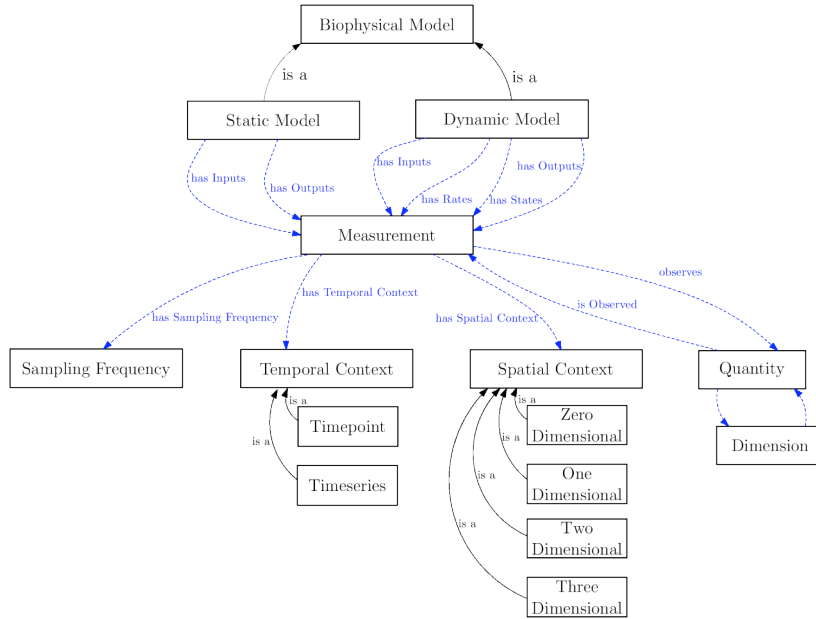 Biophysical Model
is a
is a
Static Model
Dynamic Model
has Inputs
has Outputs
has Inputs
has Rates
has States
has Outputs
Measurement
has Sampling Frequency
has Temporal Context
has Spatial Context
is Observed
observes
Sampling Frequency
Temporal Context
Spatial Context
Quantity
is a
is a
Timepoint
Timeseries
is a
is a
is a
is a
Zero
Dimensional
One
Dimensional
Two
Dimensional
Three
Dimensional
Dimension